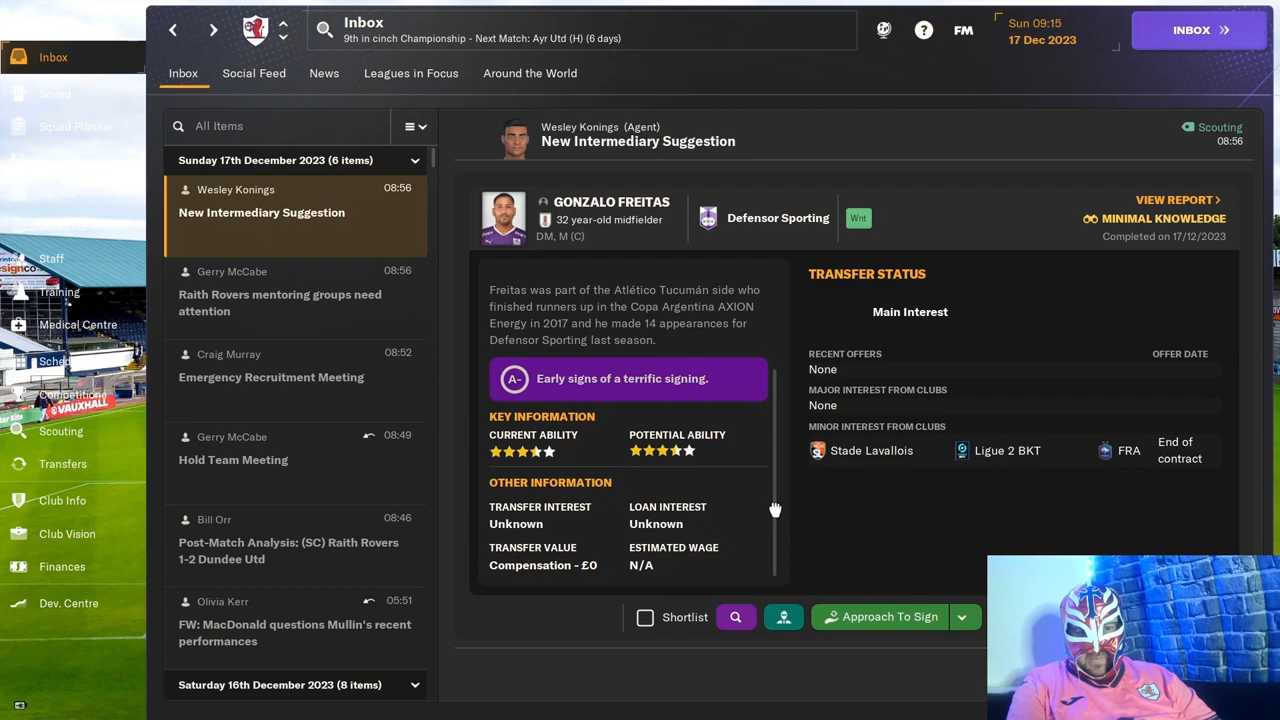 Inbox
9th in cinch Championship - Next Match: Ayr Utd (H) (6 days)
?
FM
Sun 09:15
17 Dec 2023
INBOX
Inbox
Inbox
Social Feed
News
Leagues in Focus
Around the World
Squad
Squad Planner
Staff
Training
Medical Centre
Sched
Competitions
Scouting
Transfers
Club Info
Club Vision
Finances
Dev. Centre
VAUXHALL
All Items
Sunday 17th December 2023 (6 items)
Wesley Konings 08:56
New Intermediary Suggestion
Gerry McCabe 08:56
Raith Rovers mentoring groups need
attention
Craig Murray 08:52
Emergency Recruitment Meeting
Gerry McCabe 08:49
Hold Team Meeting
Bill Orr 08:46
Post-Match Analysis: (SC) Raith Rovers
1-2 Dundee Utd
Olivia Kerr 05:51
FW: MacDonald questions Mullin's recent
performances
Saturday 16th December 2023 (8 items)
Wesley Konings (Agent)
New Intermediary Suggestion
Scouting
08:56
GONZALO FREITAS
32 year-old midfielder
DM, M (C)
Defensor Sporting
Wnt
VIEW REPORT >
MINIMAL KNOWLEDGE
Completed on 17/12/2023
Freitas was part of the Atlético Tucumán side who
finished runners up in the Copa Argentina AXION
Energy in 2017 and he made 14 appearances for
Defensor Sporting last season.
A- Early signs of a terrific signing.
KEY INFORMATION
CURRENT ABILITY POTENTIAL ABILITY
OTHER INFORMATION
TRANSFER INTEREST LOAN INTEREST
Unknown Unknown
TRANSFER VALUE ESTIMATED WAGE
Compensation - £0 N/A
TRANSFER STATUS
Main Interest
RECENT OFFERS OFFER DATE
None
MAJOR INTEREST FROM CLUBS
None
MINOR INTEREST FROM CLUBS
Stade Lavallois Ligue 2 BKT FRA End of
contract
Shortlist
Approach To Sign